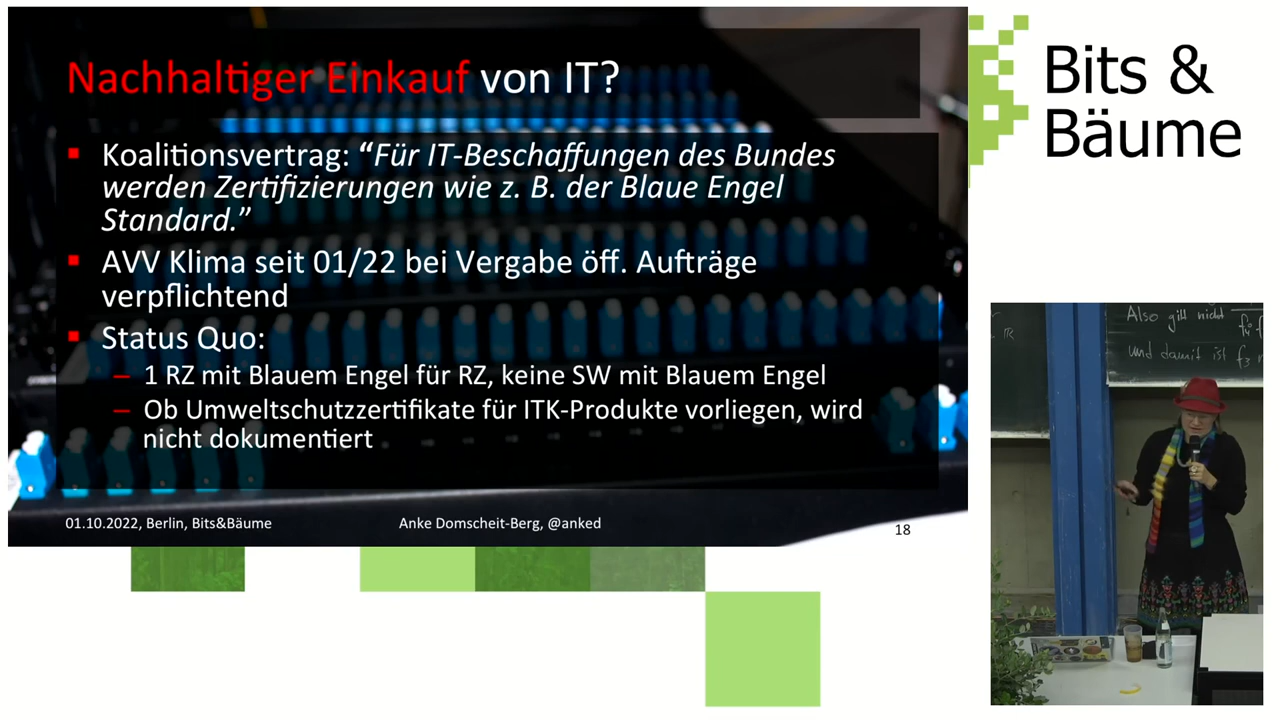 Nachhaltiger Einkauf von IT?
Koalitionsvertrag: “Für IT-Beschaffungen des Bundes
werden Zertifizierungen wie z. B. der Blaue Engel
Standard.”
AVV Klima seit 01/22 bei Vergabe öff. Aufträge
verpflichtend
Status Quo:
– 1 RZ mit Blauem Engel für RZ, keine SW mit Blauem Engel
– Ob Umweltschutzzertifikate für ITK-Produkte vorliegen, wird
nicht dokumentiert
01.10.2022, Berlin, Bits&Bäume
Anke Domscheit-Berg, @anked
18
Bits &
Bäume
Also gilt nicht
und damit ist f3